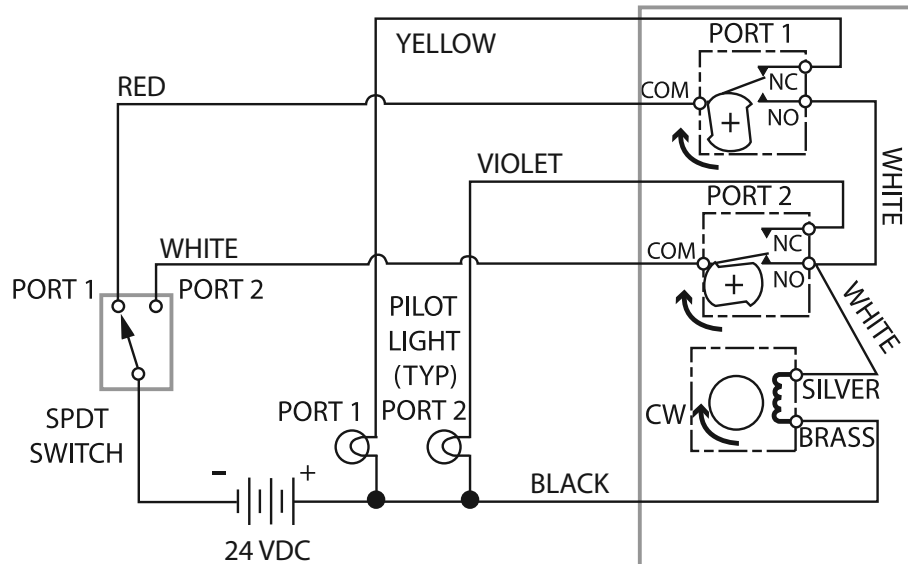 PORT 1
YELLOW
RED
COM
NC
NO
VIOLET
WHITE
PORT 2
WHITE
COM
NC
NO
PORT 1
PORT 2
PILOT
LIGHT
(TYP)
WHITE
PORT 1
PORT 2
CW
SILVER
BRASS
SPDT
SWITCH
- +
BLACK
24 VDC